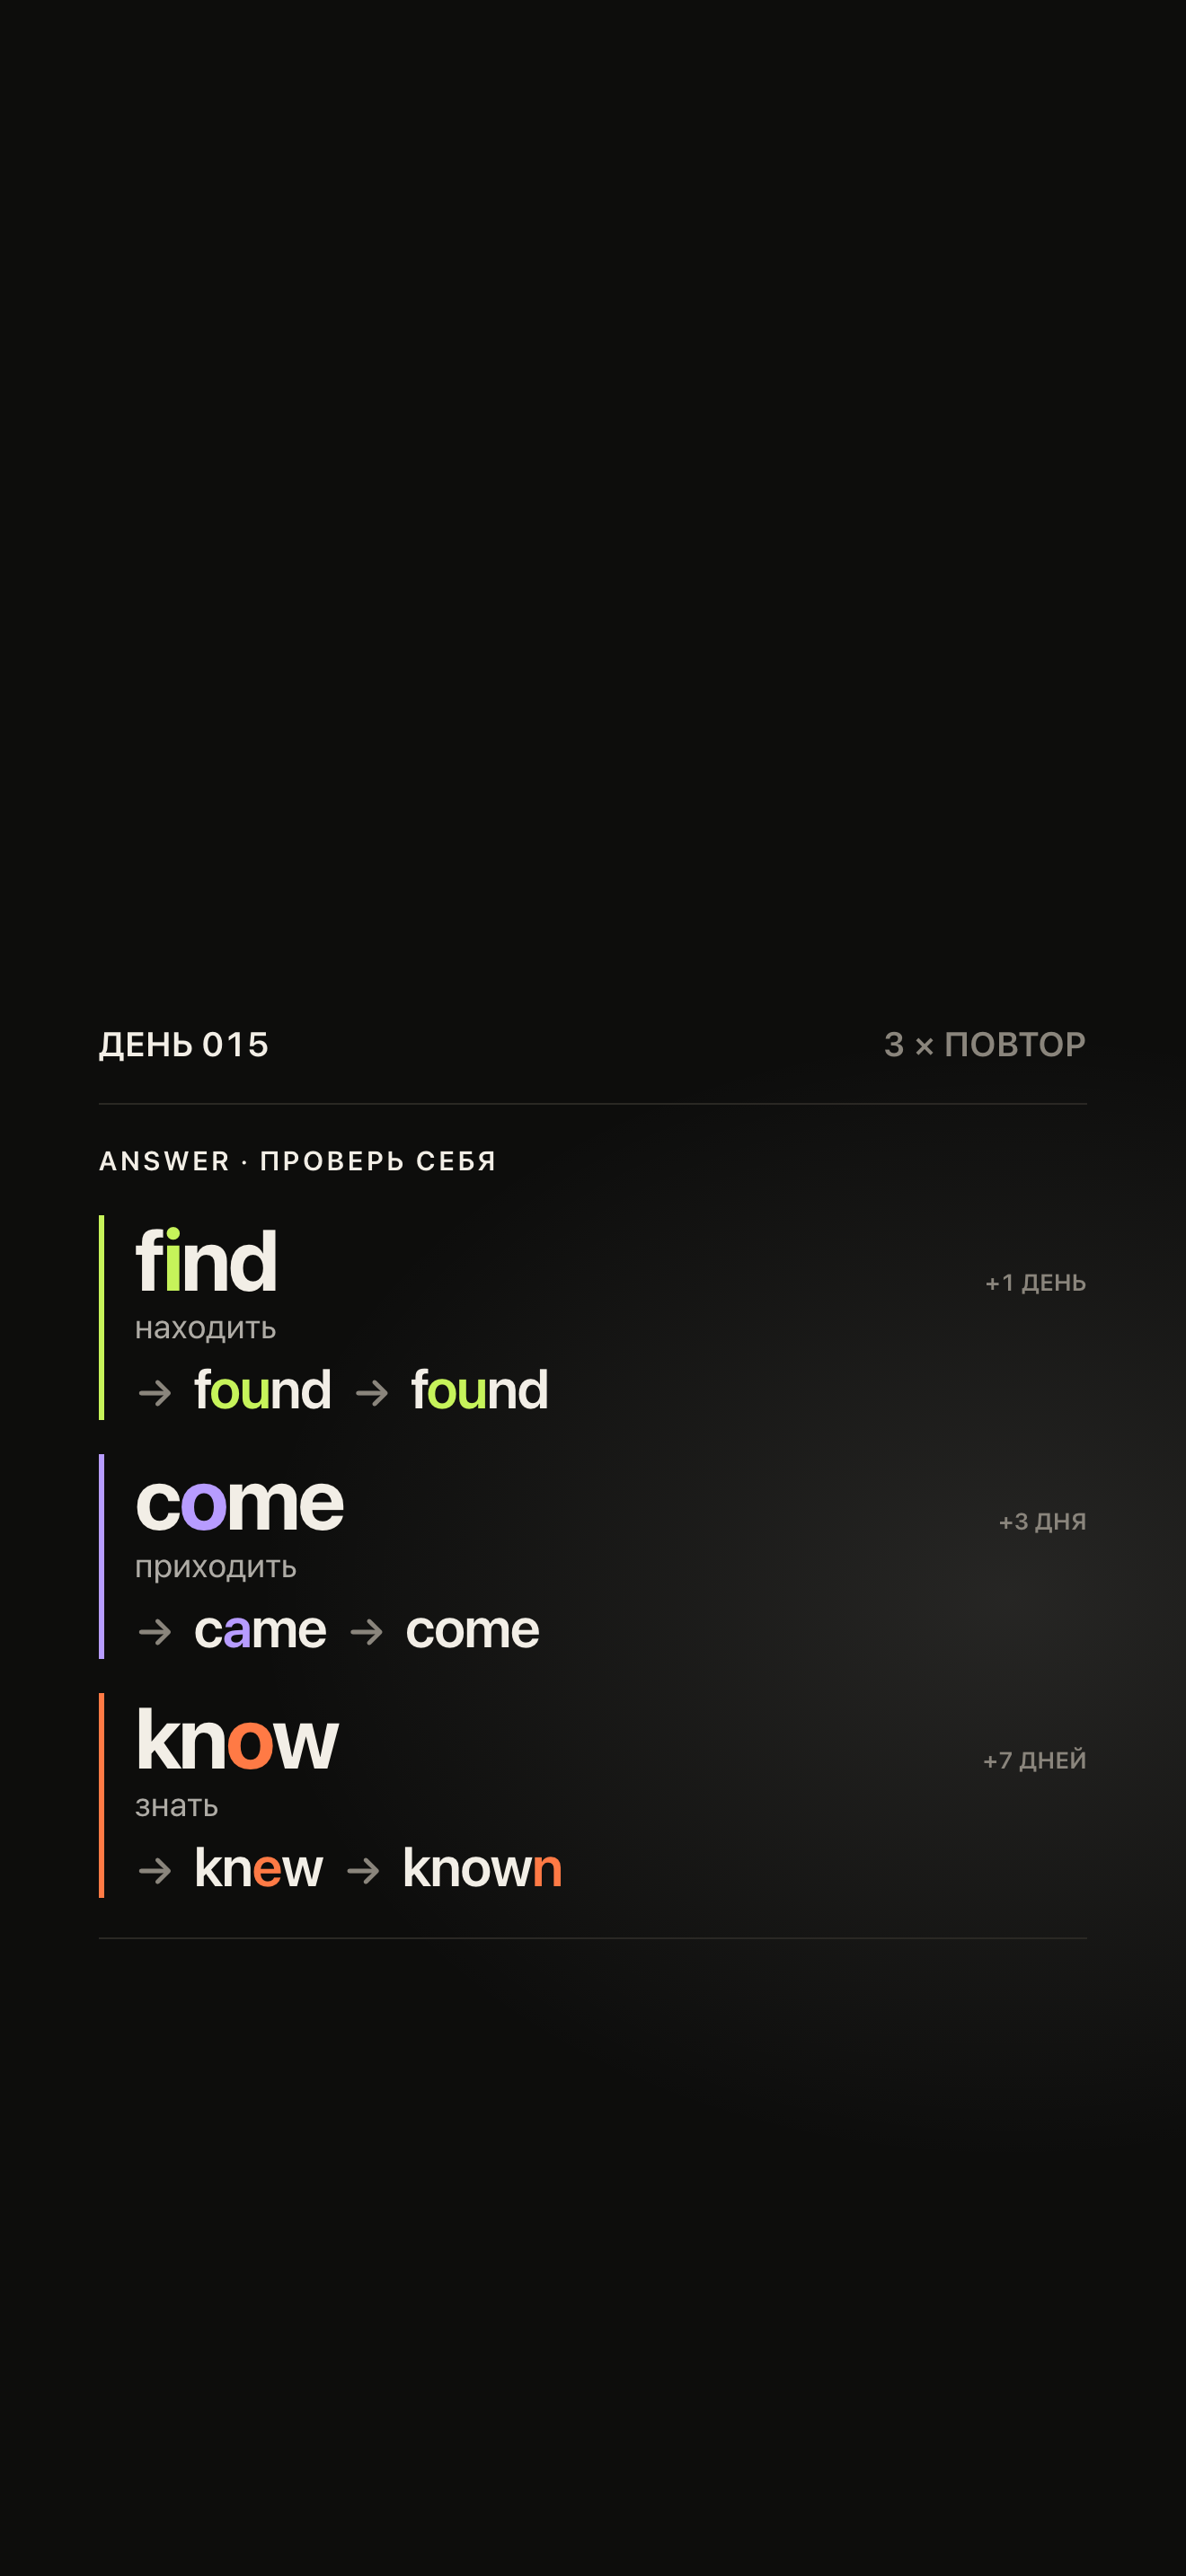 ДЕНЬ 015
3 × ПОВТОР
ANSWER · ПРОВЕРЬ СЕБЯ
find
+1 ДЕНЬ
находить
→ found → found
come
+3 ДНЯ
приходить
→ came → come
know
+7 ДНЕЙ
знать
→ knew → known